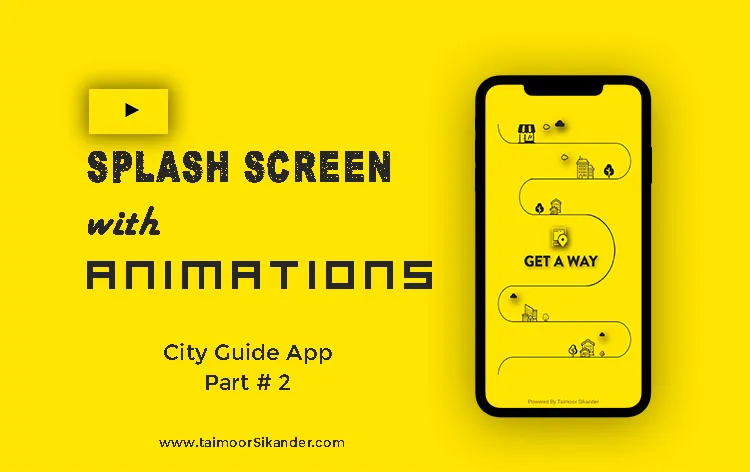 SPLASH SCREEN
with
ANIMATIONS
City Guide App
Part # 2
www.taimoorSikander.com
GET A WAY
Powered By Taimoor Sikander